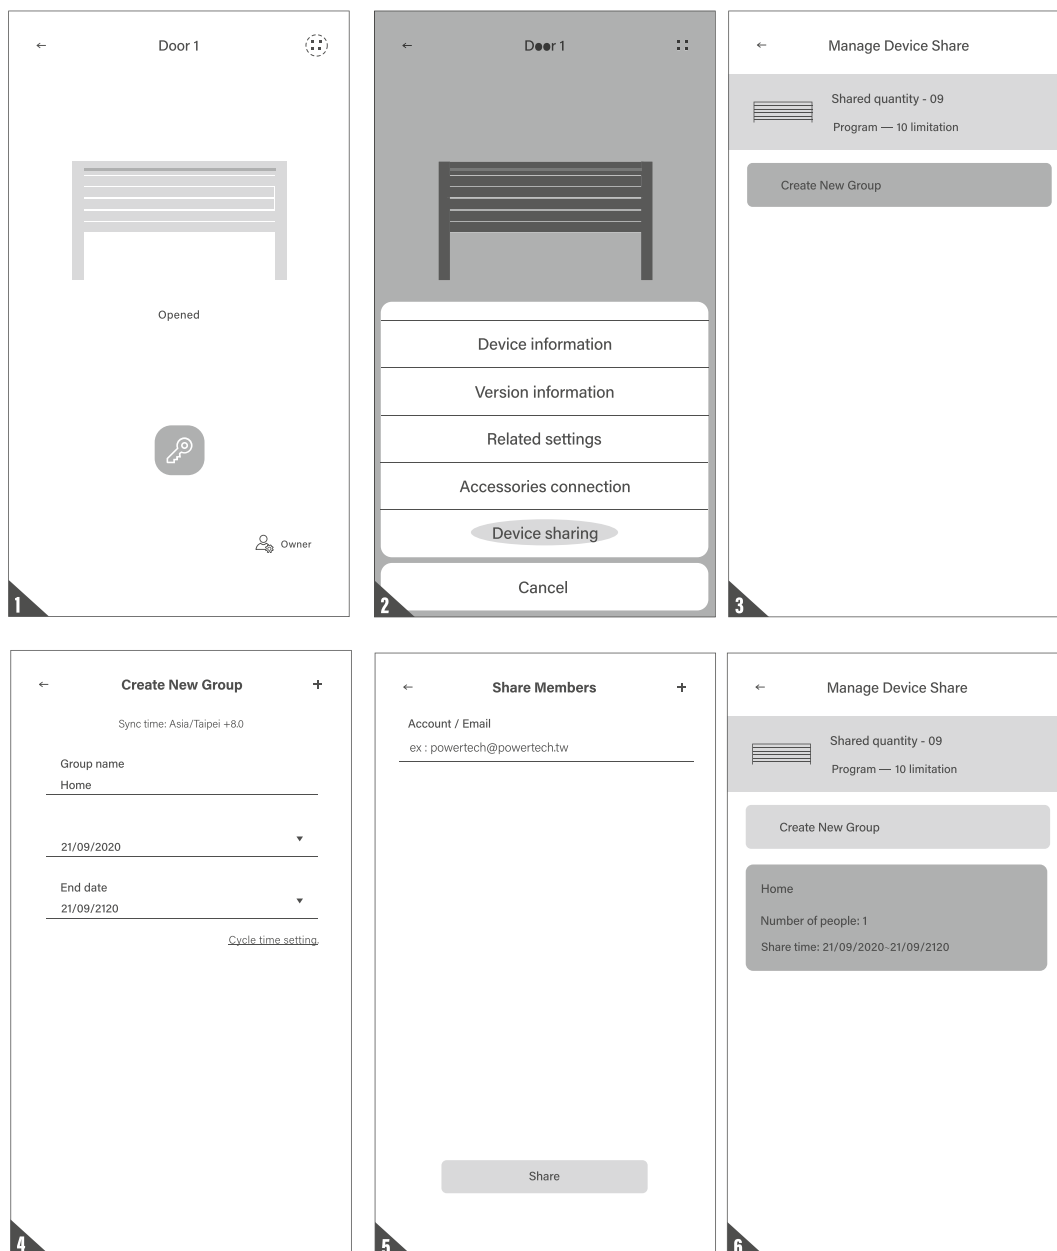 Door 1
Opened
Owner
1
Door 1
Device information
Version information
Related settings
Accessories connection
Device sharing
Cancel
2
Manage Device Share
Shared quantity - 09
Program — 10 limitation
Create New Group
3
Create New Group
Sync time: Asia/Taipei +8.0
Group name
Home
21/09/2020
End date
21/09/2120
Cycle time setting
4
Share Members
Account / Email
ex : powertech@powertech.tw
Share
5
Manage Device Share
Shared quantity - 09
Program — 10 limitation
Create New Group
Home
Number of people: 1
Share time: 21/09/2020~21/09/2120
6